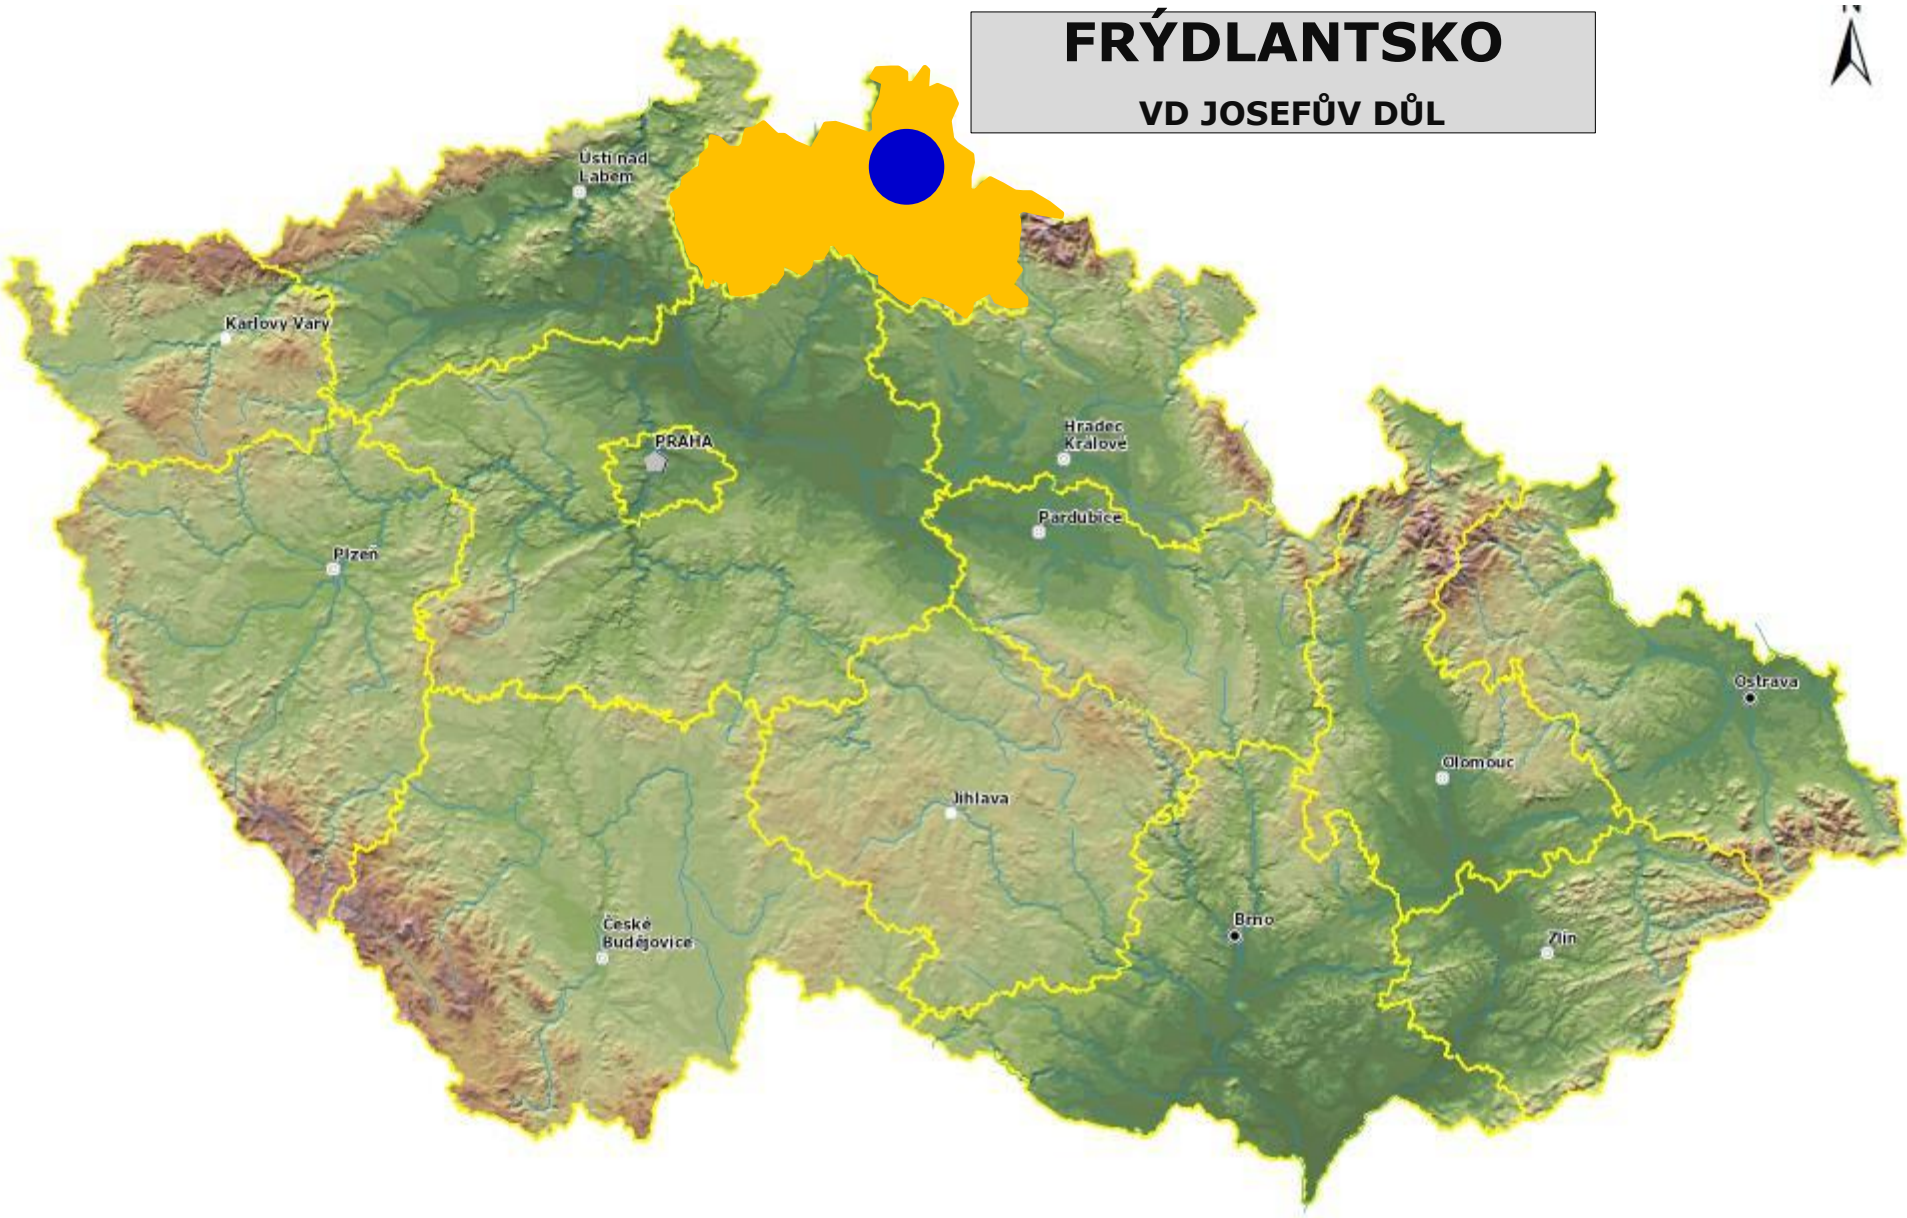 N
FRÝDLANTSKO
VD JOSEFŮV DŮL
Ústí nad
Labem
Karlovy Vary
PRAHA
Hradec
Králové
Pardubice
Plzeň
Ostrava
Olomouc
Jihlava
České
Budějovice
Brno
Zlín